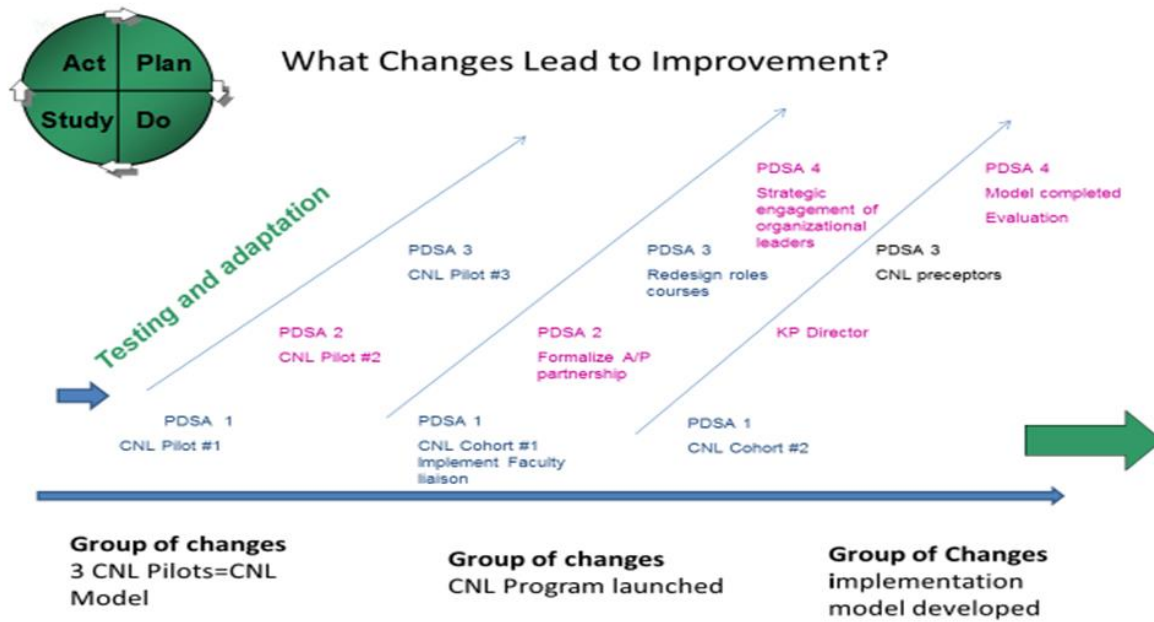 What Changes Lead to Improvement?
Act
Plan
Study
Do
Testing and adaptation
PDSA 1
CNL Pilot #1
PDSA 2
CNL Pilot #2
PDSA 3
CNL Pilot #3
PDSA 1
CNL Cohort #1
Implement Faculty
liaison
PDSA 2
Formalize A/P
partnership
PDSA 3
Redesign roles
courses
PDSA 4
Strategic
engagement of
organizational
leaders
PDSA 1
CNL Cohort #2
KP Director
PDSA 3
CNL preceptors
PDSA 4
Model completed
Evaluation
Group of changes
3 CNL Pilots=CNL
Model
Group of changes
CNL Program launched
Group of Changes
implementation
model developed